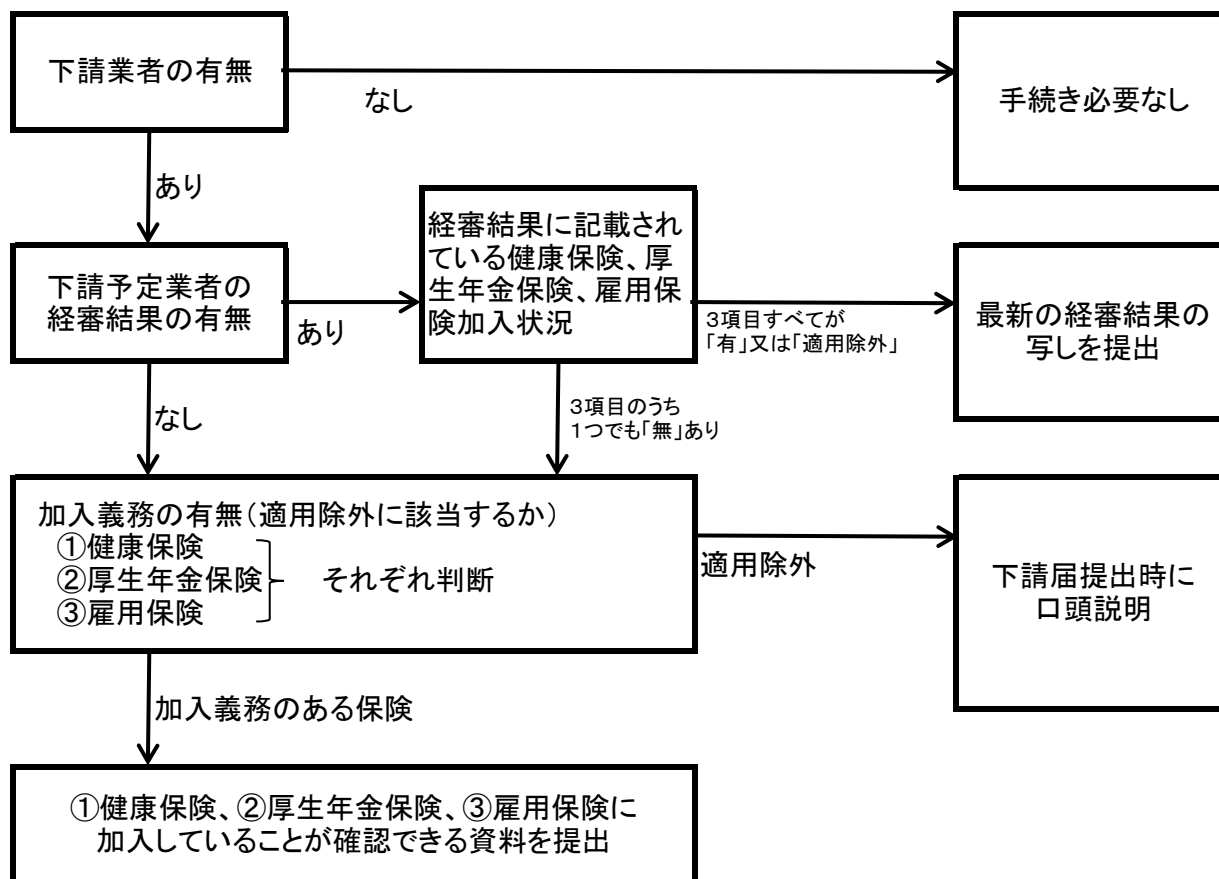 下請業者の有無
なし
手続き必要なし
あり
下請予定業者の
経審結果の有無
あり
経審結果に記載され
ている健康保険、厚
生年金保険、雇用保
険加入状況
3項目すべてが
「有」又は「適用除外」
最新の経審結果の
写しを提出
なし
3項目のうち
1つでも「無」あり
加入義務の有無(適用除外に該当するか)
①健康保険
②厚生年金保険
③雇用保険
それぞれ判断
適用除外
下請届提出時に
口頭説明
加入義務のある保険
①健康保険、②厚生年金保険、③雇用保険に
加入していることが確認できる資料を提出